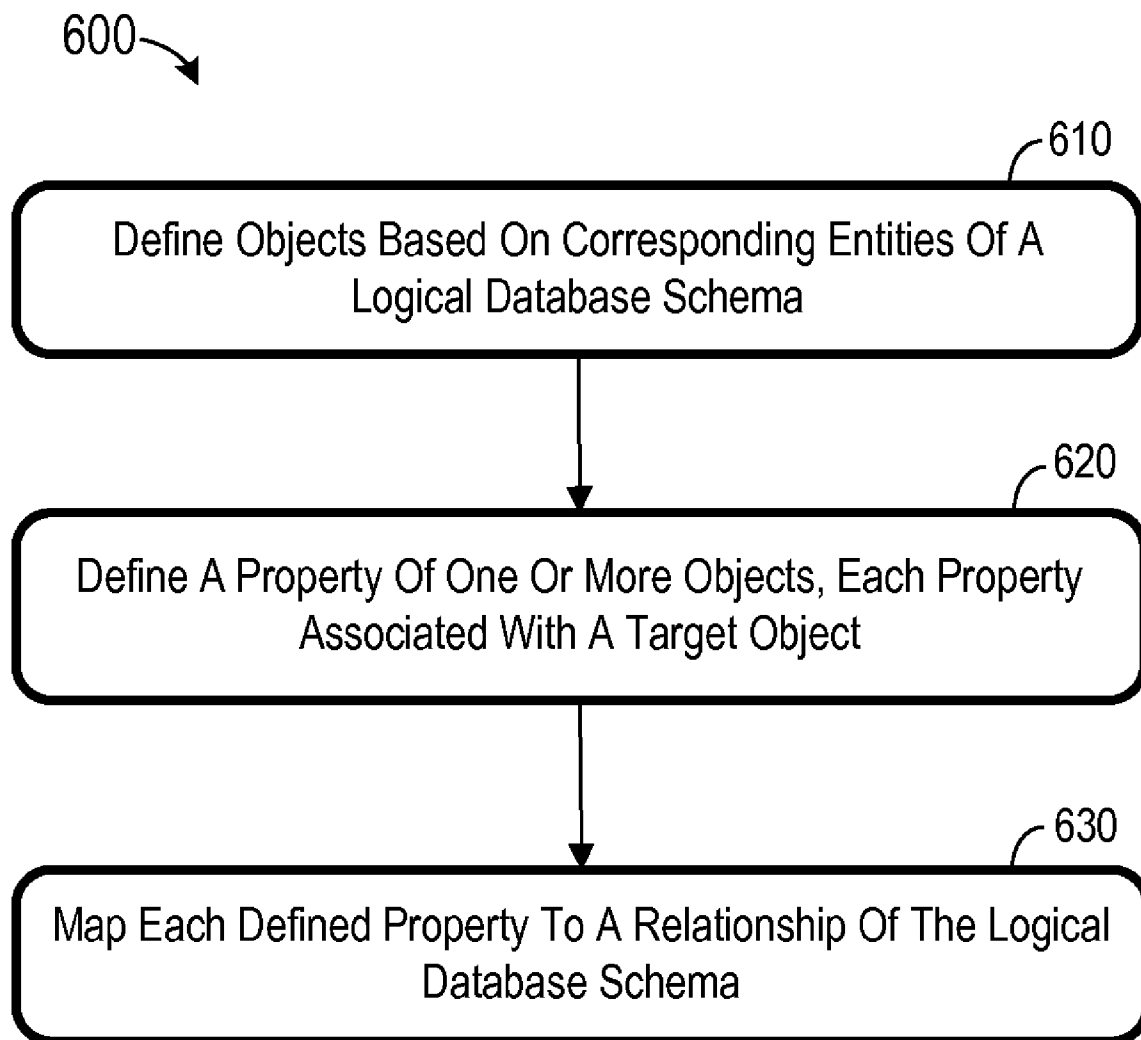 600
610
Define Objects Based On Corresponding Entities Of A
Logical Database Schema
620
Define A Property Of One Or More Objects, Each Property
Associated With A Target Object
630
Map Each Defined Property To A Relationship Of The Logical
Database Schema